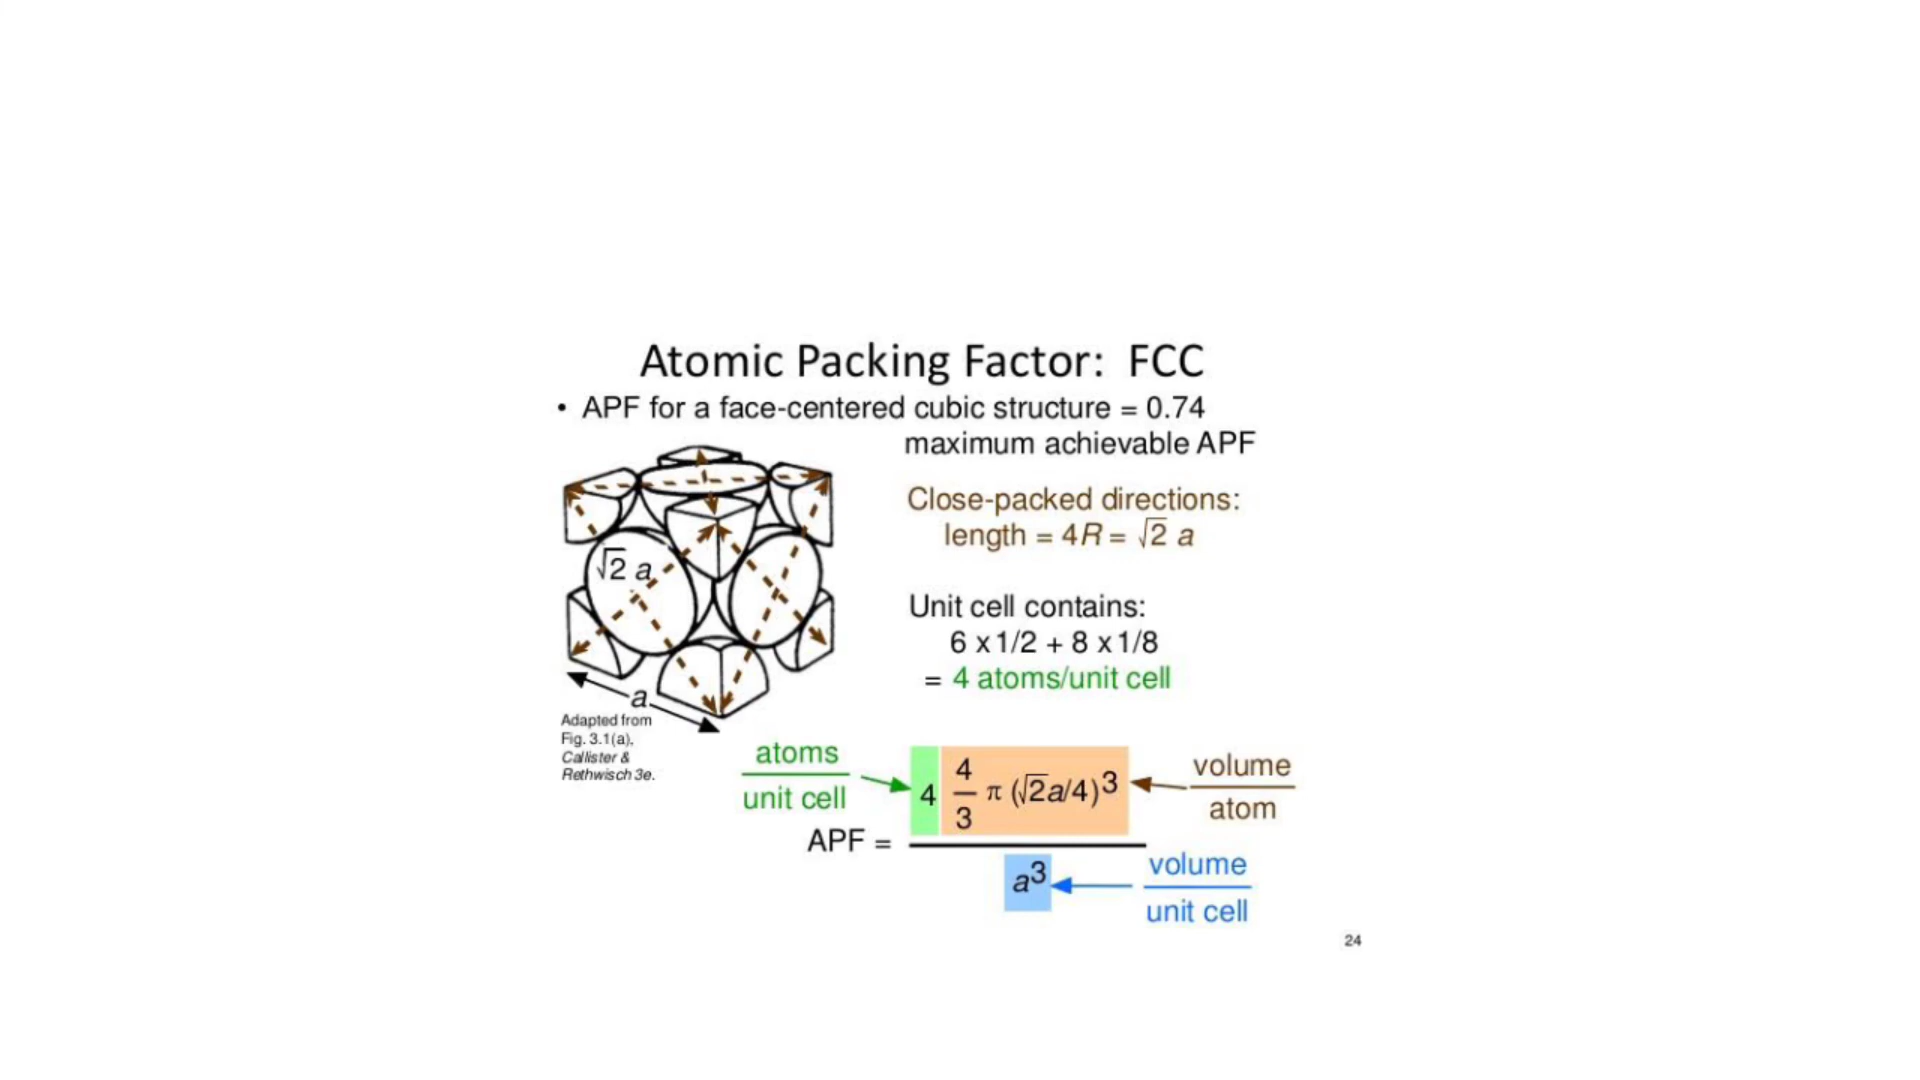 Atomic Packing Factor: FCC
• APF for a face-centered cubic structure = 0.74
maximum achievable APF
Close-packed directions:
length = 4R = √2 a
√2 a
Unit cell contains:
6 x 1/2 + 8 x 1/8
= 4 atoms/unit cell
a
Adapted from
Fig. 3.1(a),
Callister &
Rethwisch 3e.
atoms
unit cell
APF =
4 4/3 π (√2a/4)³
a³
volume
atom
volume
unit cell
24